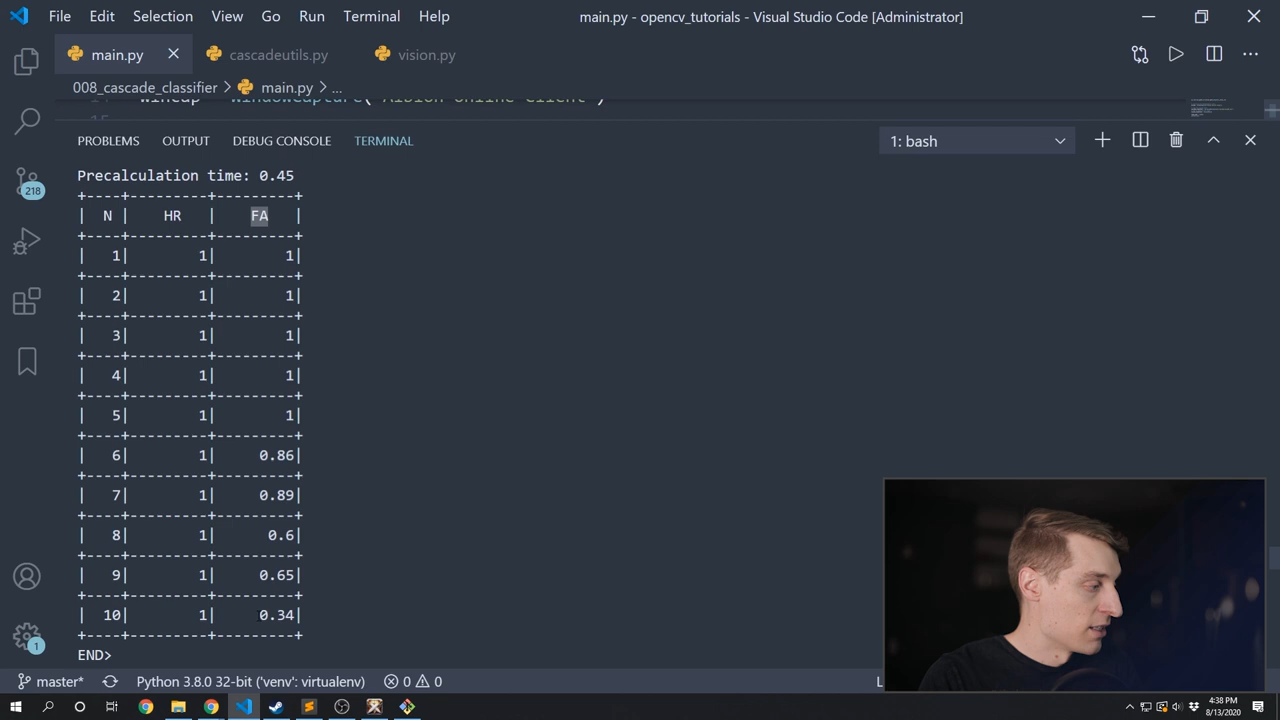 File Edit Selection View Go Run Terminal Help main.py - opencv_tutorials - Visual Studio Code [Administrator]
main.py cascadeutils.py vision.py
008_cascade_classifier > main.py > ...
PROBLEMS OUTPUT DEBUG CONSOLE TERMINAL 1: bash
Precalculation time: 0.45
+----+---------+---------+
| N | HR | FA |
+----+---------+---------+
| 1| 1| 1|
+----+---------+---------+
| 2| 1| 1|
+----+---------+---------+
| 3| 1| 1|
+----+---------+---------+
| 4| 1| 1|
+----+---------+---------+
| 5| 1| 1|
+----+---------+---------+
| 6| 1| 0.86|
+----+---------+---------+
| 7| 1| 0.89|
+----+---------+---------+
| 8| 1| 0.6|
+----+---------+---------+
| 9| 1| 0.65|
+----+---------+---------+
| 10| 1| 0.34|
+----+---------+---------+
END>
218
1
master* Python 3.8.0 32-bit ('venv': virtualenv) 0 0 L
4:38 PM
8/13/2020